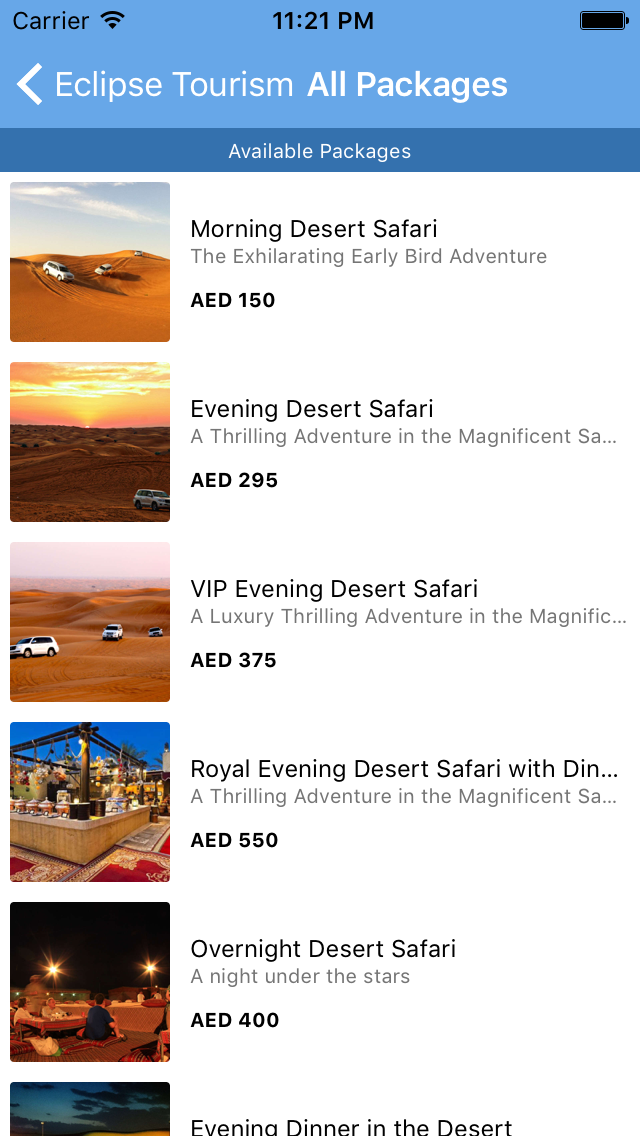 Carrier 11:21 PM
Eclipse Tourism All Packages
Available Packages
Morning Desert Safari
The Exhilarating Early Bird Adventure
AED 150
Evening Desert Safari
A Thrilling Adventure in the Magnificent Sa...
AED 295
VIP Evening Desert Safari
A Luxury Thrilling Adventure in the Magnific...
AED 375
Royal Evening Desert Safari with Din...
A Thrilling Adventure in the Magnificent Sa...
AED 550
Overnight Desert Safari
A night under the stars
AED 400
Evening Dinner in the Desert